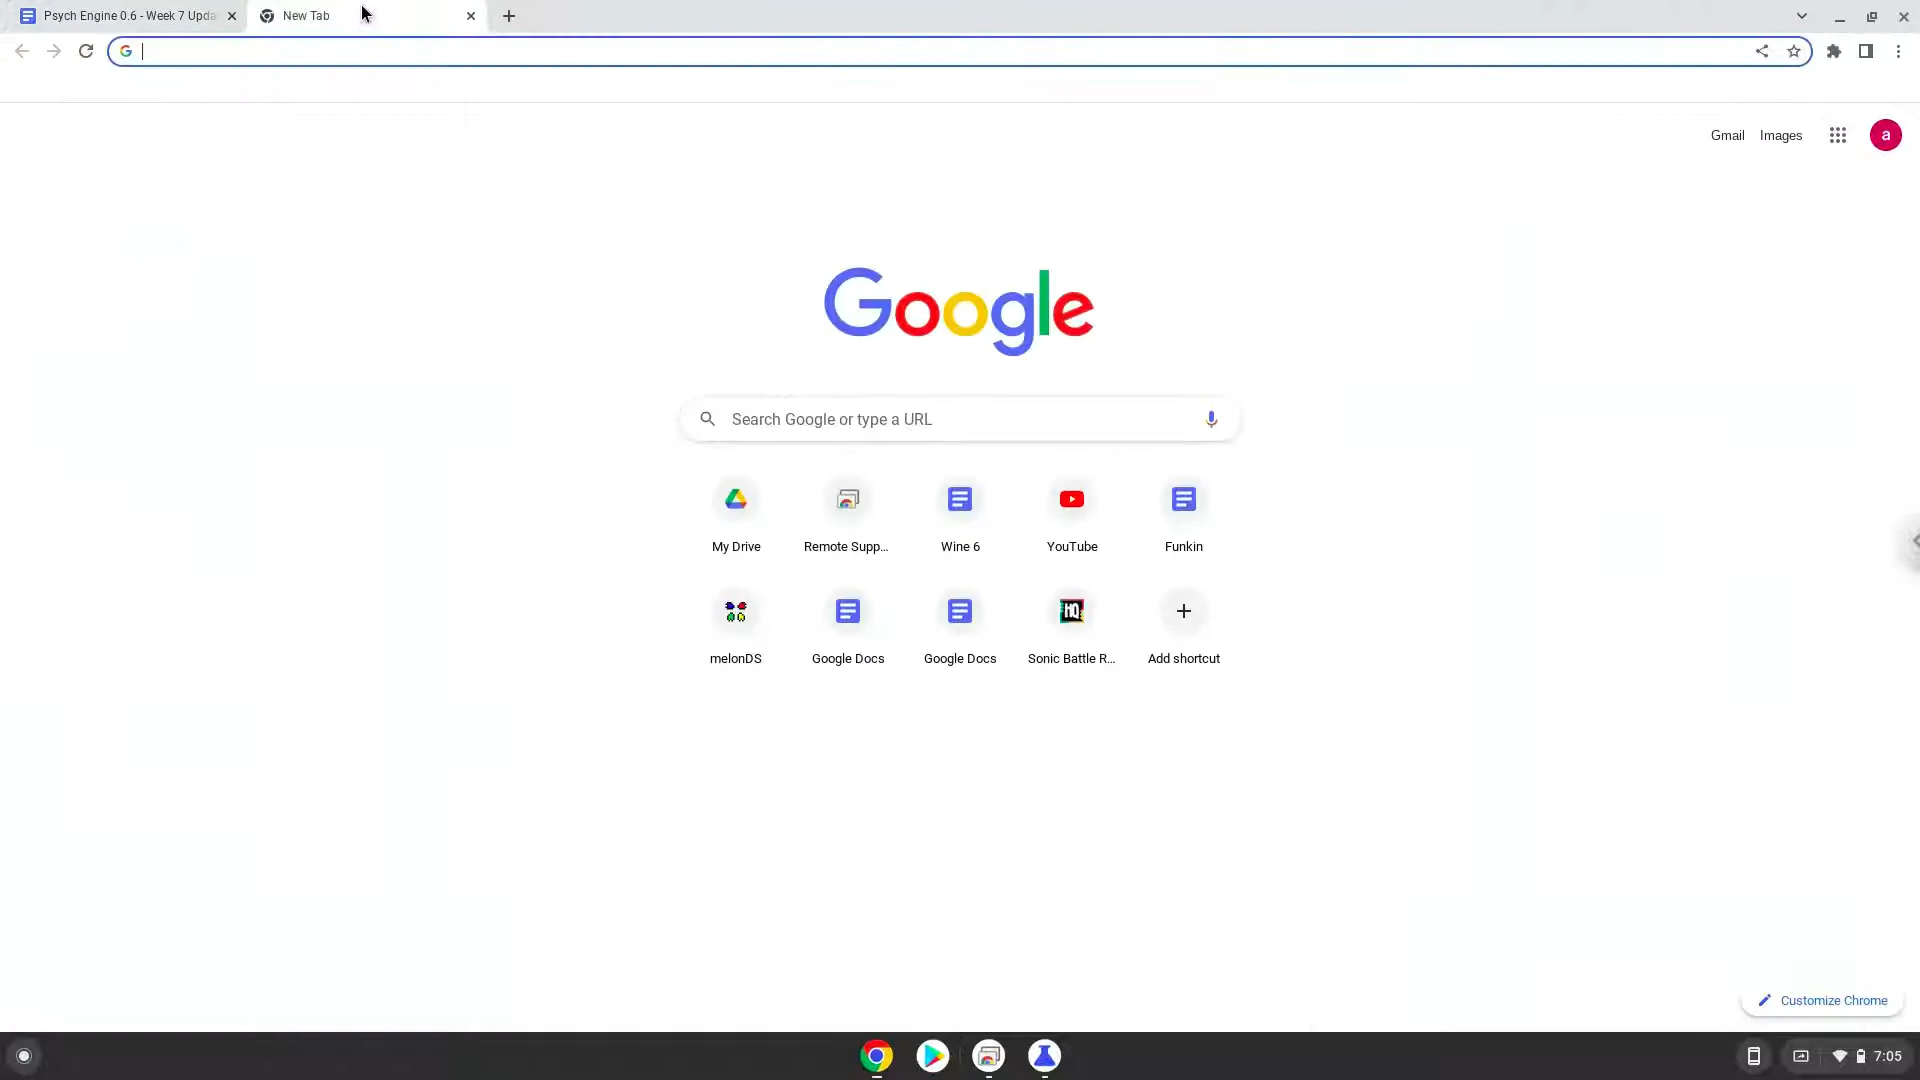 Psych Engine 0.6 - Week 7 Upda
New Tab
Gmail
Images
a
Google
Search Google or type a URL
My Drive
Remote Supp...
Wine 6
YouTube
Funkin
HQ
melonDS
Google Docs
Google Docs
Sonic Battle R...
Add shortcut
Customize Chrome
7:05